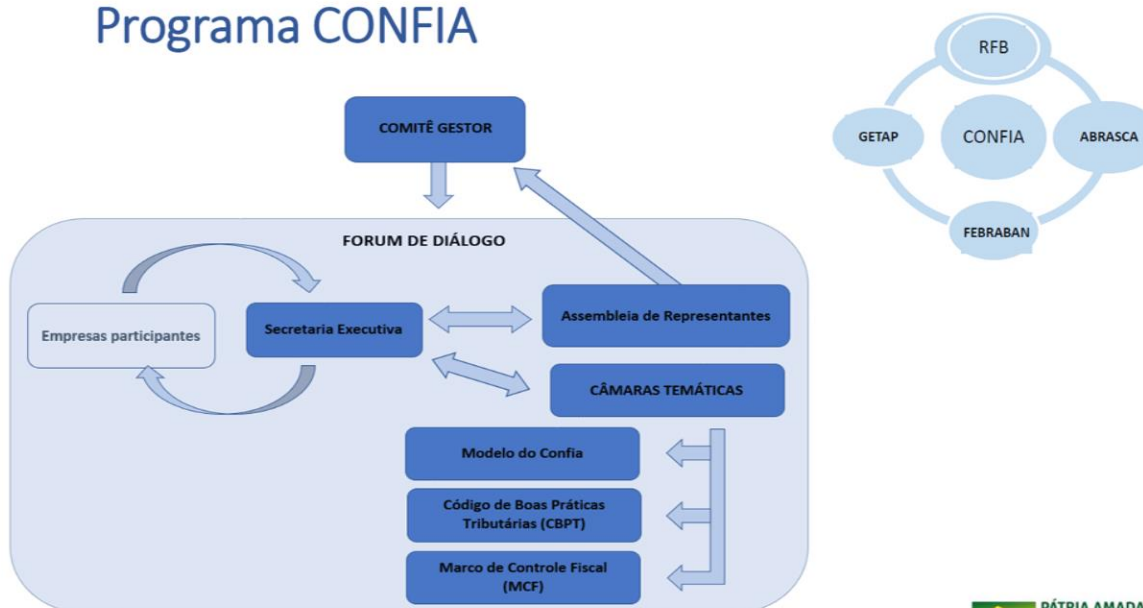 Programa CONFIA
COMITÊ GESTOR
FORUM DE DIÁLOGO
Empresas participantes
Secretaria Executiva
Assembleia de Representantes
CÂMARAS TEMÁTICAS
Modelo do Confia
Código de Boas Práticas
Tributárias (CBPT)
Marco de Controle Fiscal
(MCF)
RFB
GETAP
CONFIA
ABRASCA
FEBRABAN
PÁTRIA AMADA